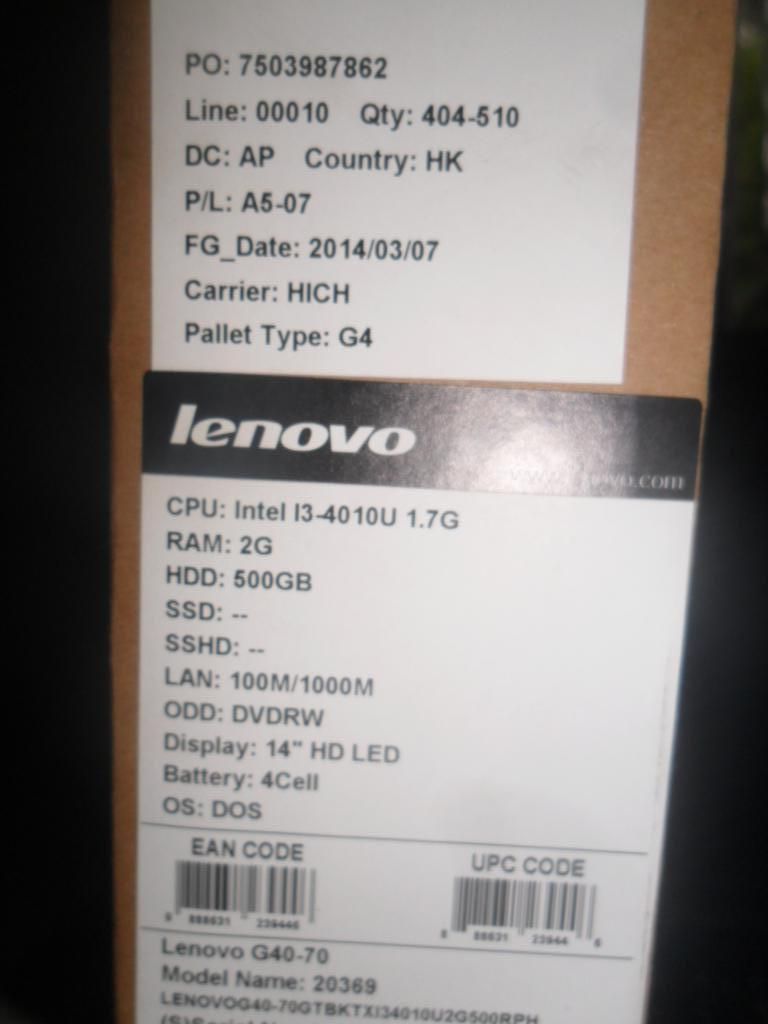 PO: 7503987862
Line: 00010 Qty: 404-510
DC: AP Country: HK
P/L: A5-07
FG_Date: 2014/03/07
Carrier: HICH
Pallet Type: G4
lenovo
CPU: Intel I3-4010U 1.7G
RAM: 2G
HDD: 500GB
SSD: --
SSHD: --
LAN: 100M/1000M
ODD: DVDRW
Display: 14" HD LED
Battery: 4Cell
OS: DOS
EAN CODE UPC CODE
Lenovo G40-70
Model Name: 20369
LENOVOG40-70GTBKTXI34010U2G500RPH